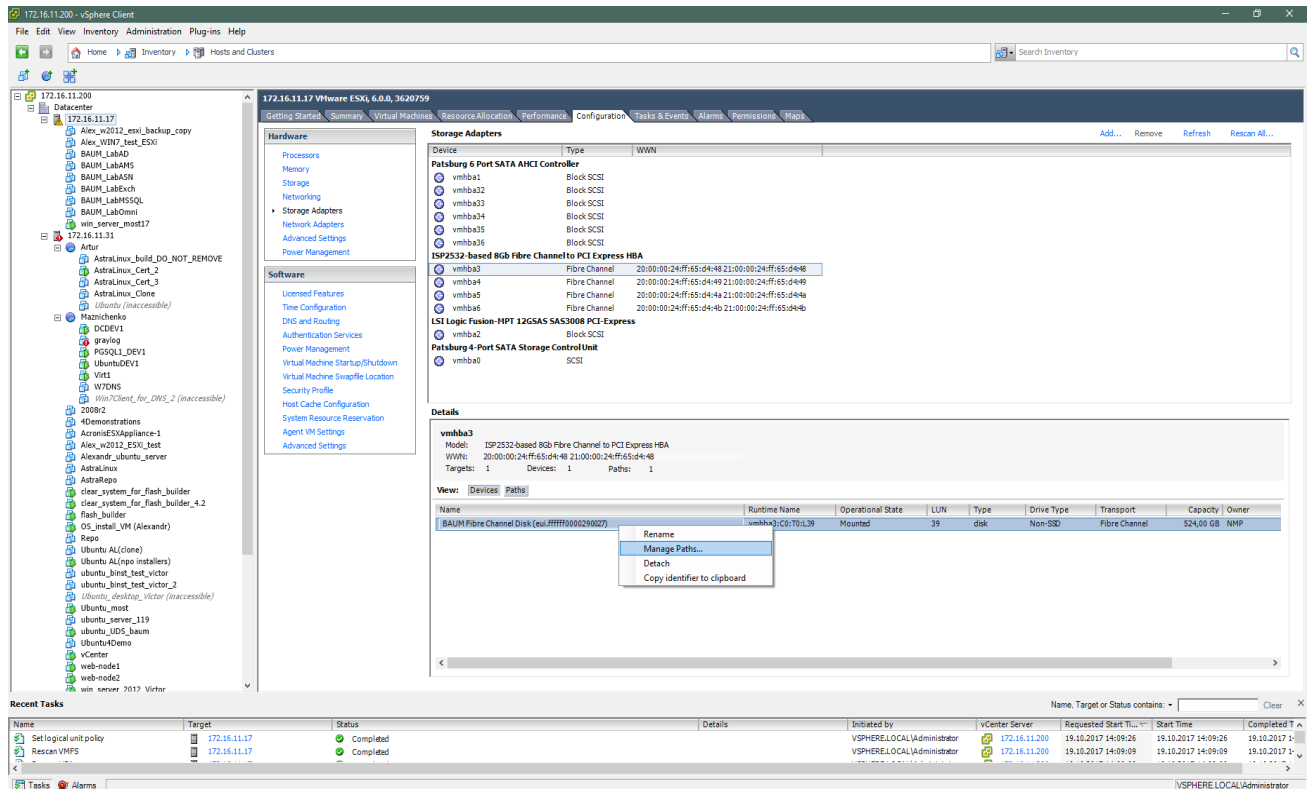 172.16.11.200 - vSphere Client
File Edit View Inventory Administration Plug-ins Help
Home Inventory Hosts and Clusters
Search Inventory
172.16.11.200
Datacenter
172.16.11.17
Alex_w2012_esxi_backup_copy
Alex_WIN7_test_ESXi
BAUM_LabAD
BAUM_LabAMS
BAUM_LabASN
BAUM_LabExch
BAUM_LabMSSQL
BAUM_LabOmni
win_server_most17
172.16.11.31
Artur
AstraLinux_build_DO_NOT_REMOVE
AstraLinux_Cert_2
AstraLinux_Cert_3
AstraLinux_Clone
Ubuntu (inaccessible)
Maznichenko
DCDEV1
graylog
PGSQL1_DEV1
UbuntuDEV1
Virt1
W7DNS
Win7Client_for_DNS_2 (inaccessible)
2008r2
4Demonstrations
AcronisESXAppliance-1
Alex_w2012_ESXi_test
Alexandr_ubuntu_server
AstraLinux
AstraRepo
clear_system_for_flash_builder
clear_system_for_flash_builder_4.2
flash_builder
OS_install_VM (Alexandr)
Repo
Ubuntu AL(clone)
Ubuntu AL(npo installers)
ubuntu_binst_test_victor
ubuntu_binst_test_victor_2
Ubuntu_desktop_Victor (inaccessible)
Ubuntu_most
ubuntu_server_119
ubuntu_UDS_baum
Ubuntu4Demo
vCenter
web-node1
web-node2
win_server_2012_Victor
172.16.11.17 VMware ESXi, 6.0.0, 3620759
Getting Started Summary Virtual Machines Resource Allocation Performance Configuration Tasks & Events Alarms Permissions Maps
Hardware
Processors
Memory
Storage
Networking
Storage Adapters
Network Adapters
Advanced Settings
Power Management
Software
Licensed Features
Time Configuration
DNS and Routing
Authentication Services
Power Management
Virtual Machine Startup/Shutdown
Virtual Machine Swapfile Location
Security Profile
Host Cache Configuration
System Resource Reservation
Agent VM Settings
Advanced Settings
Storage Adapters Add... Remove Refresh Rescan All...
Device Type WWN
Patsburg 6 Port SATA AHCI Controller
vmhba1 Block SCSI
vmhba32 Block SCSI
vmhba33 Block SCSI
vmhba34 Block SCSI
vmhba35 Block SCSI
vmhba36 Block SCSI
ISP2532-based 8Gb Fibre Channel to PCI Express HBA
vmhba3 Fibre Channel 20:00:00:24:ff:65:d4:48 21:00:00:24:ff:65:d4:48
vmhba4 Fibre Channel 20:00:00:24:ff:65:d4:49 21:00:00:24:ff:65:d4:49
vmhba5 Fibre Channel 20:00:00:24:ff:65:d4:4a 21:00:00:24:ff:65:d4:4a
vmhba6 Fibre Channel 20:00:00:24:ff:65:d4:4b 21:00:00:24:ff:65:d4:4b
LSI Logic Fusion-MPT 12GSAS SAS3008 PCI-Express
vmhba2 Block SCSI
Patsburg 4-Port SATA Storage Control Unit
vmhba0 SCSI
Details
vmhba3
Model: ISP2532-based 8Gb Fibre Channel to PCI Express HBA
WWN: 20:00:00:24:ff:65:d4:48 21:00:00:24:ff:65:d4:48
Targets: 1 Devices: 1 Paths: 1
View: Devices Paths
Name Runtime Name Operational State LUN Type Drive Type Transport Capacity Owner
BAUM Fibre Channel Disk (eui.ffffff0000290027) vmhba3:C0:T0:L39 Mounted 39 disk Non-SSD Fibre Channel 524,00 GB NMP
Rename
Manage Paths...
Detach
Copy identifier to clipboard
Recent Tasks Name, Target or Status contains: Clear
Name Target Status Details Initiated by vCenter Server Requested Start Ti... Start Time Completed T
Set logical unit policy 172.16.11.17 Completed VSPHERE.LOCAL\Administrator 172.16.11.200 19.10.2017 14:09:26 19.10.2017 14:09:26 19.10.2017 1
Rescan VMFS 172.16.11.17 Completed VSPHERE.LOCAL\Administrator 172.16.11.200 19.10.2017 14:09:09 19.10.2017 14:09:09 19.10.2017 1
Tasks Alarms VSPHERE.LOCAL\Administrator